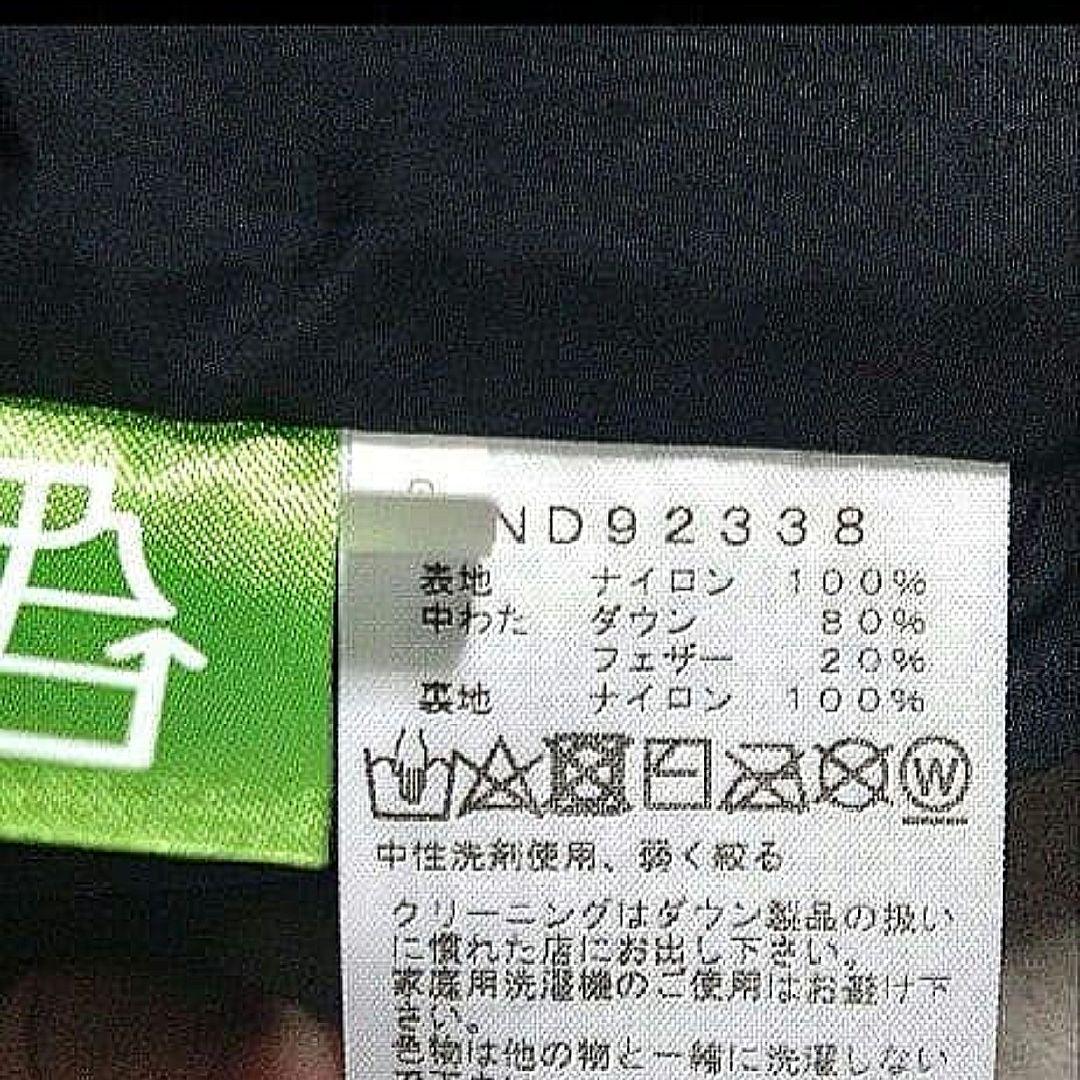 ND92338
表地 ナイロン 100%
中わた ダウン 80%
フェザー 20%
裏地 ナイロン 100%
W
中性洗剤使用、弱く絞る
クリーニングはダウン製品の扱い
に慣れた店にお出し下さい。
家庭用洗濯機のご使用はお避け下
さい。
色物は他の物と一緒に洗濯しない